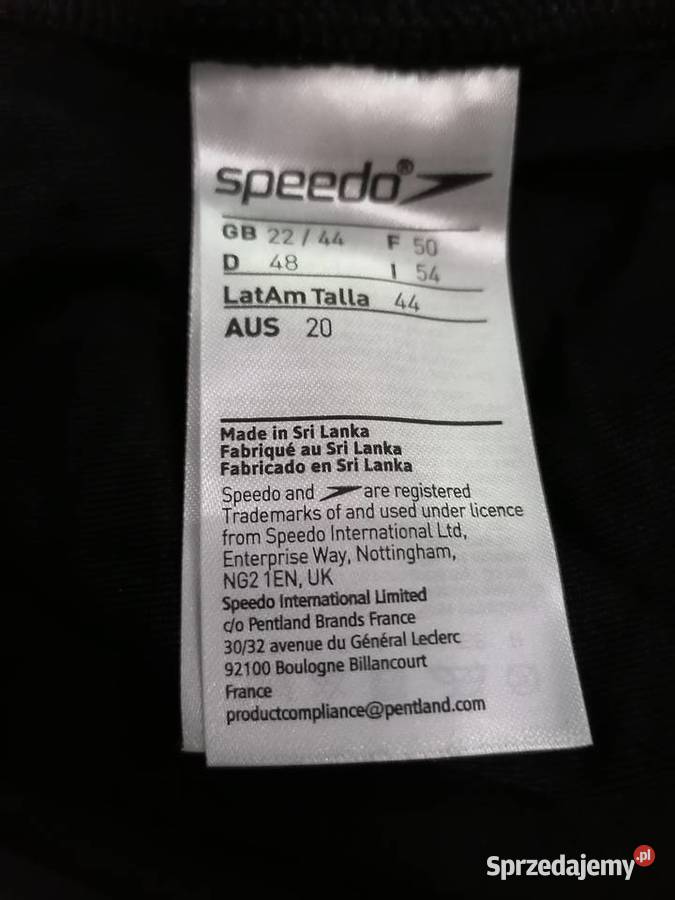 speedo®
GB 22 / 44 F 50
D 48 I 54
LatAm Talla 44
AUS 20
Made in Sri Lanka
Fabriqué au Sri Lanka
Fabricado en Sri Lanka
Speedo and are registered
Trademarks of and used under licence
from Speedo International Ltd,
Enterprise Way, Nottingham,
NG2 1EN, UK
Speedo International Limited
c/o Pentland Brands France
30/32 avenue du Général Leclerc
92100 Boulogne Billancourt
France
productcompliance@pentland.com
Sprzedajemy.pl